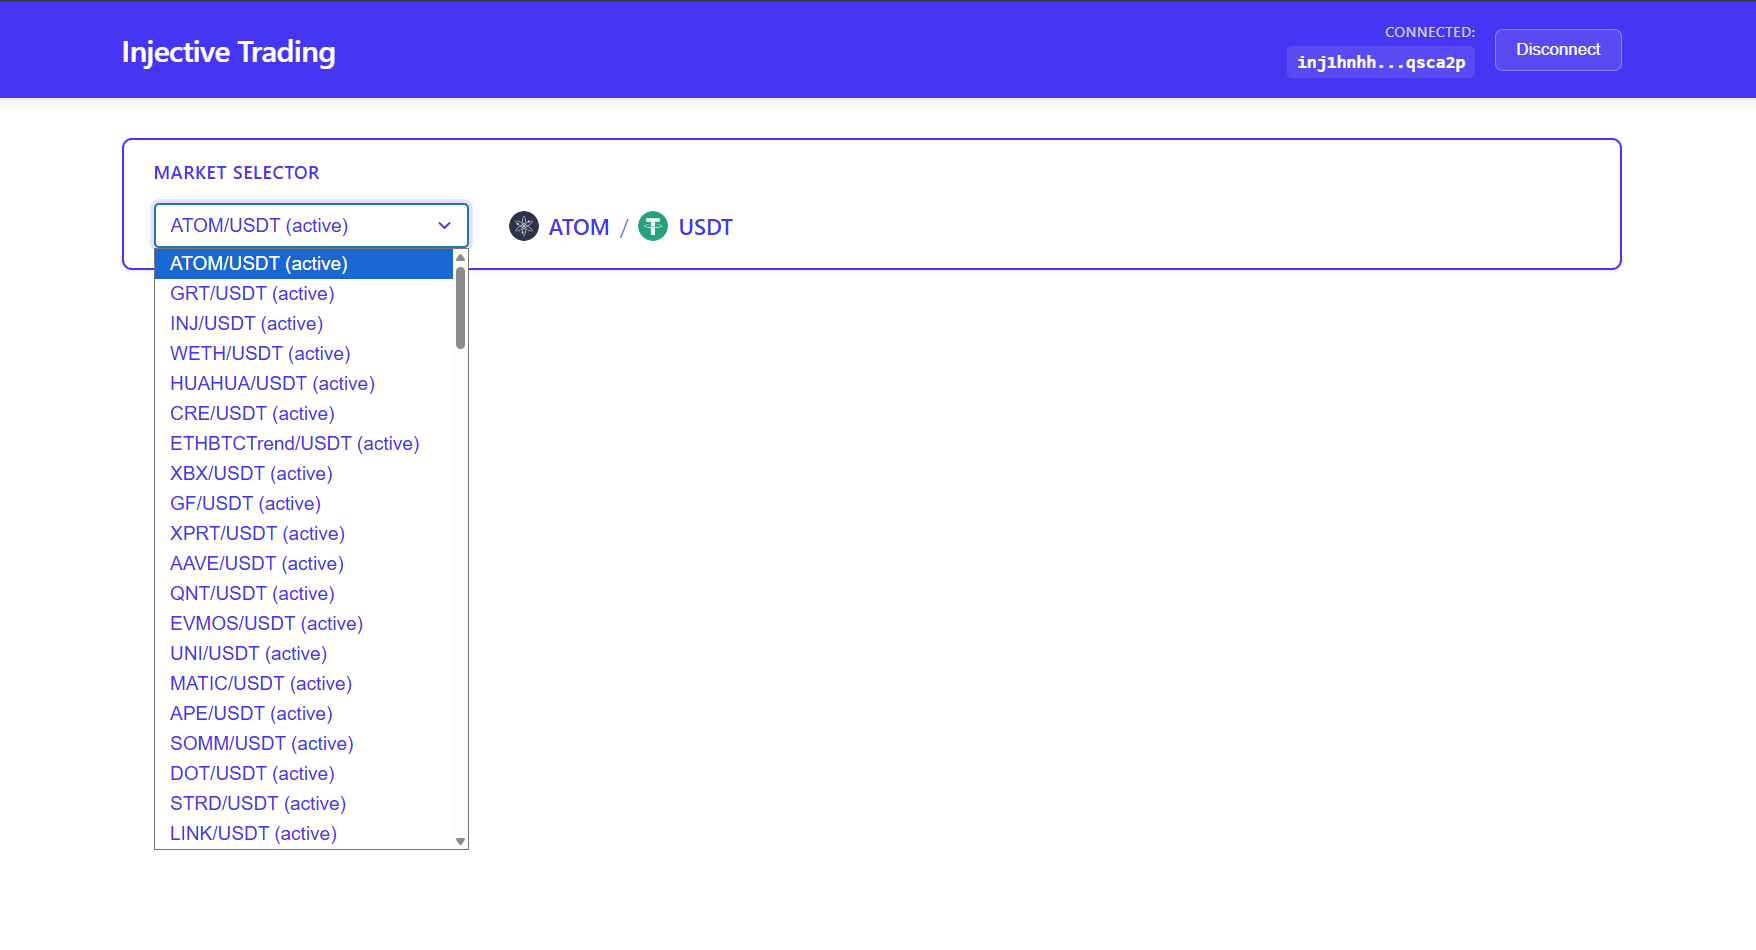 Injective Trading
CONNECTED:
inj1hnhh...qsca2p
Disconnect
MARKET SELECTOR
ATOM/USDT (active)
ATOM / USDT
ATOM/USDT (active)
GRT/USDT (active)
INJ/USDT (active)
WETH/USDT (active)
HUAHUA/USDT (active)
CRE/USDT (active)
ETHBTCTrend/USDT (active)
XBX/USDT (active)
GF/USDT (active)
XPRT/USDT (active)
AAVE/USDT (active)
QNT/USDT (active)
EVMOS/USDT (active)
UNI/USDT (active)
MATIC/USDT (active)
APE/USDT (active)
SOMM/USDT (active)
DOT/USDT (active)
STRD/USDT (active)
LINK/USDT (active)